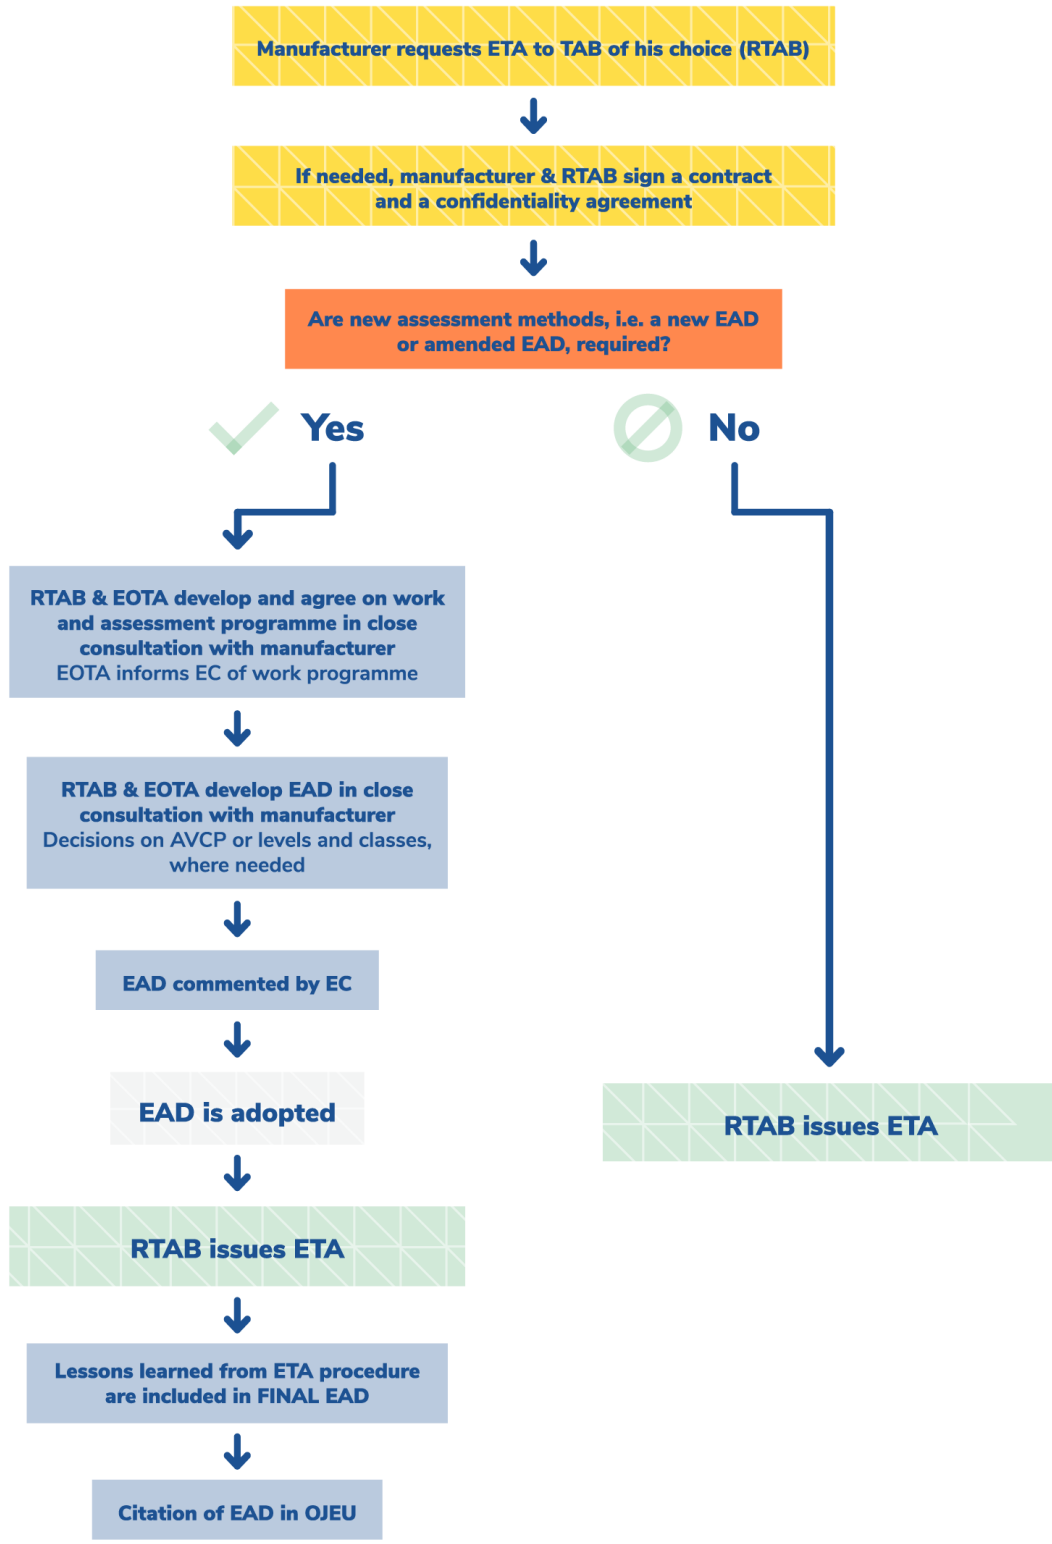 Manufacturer requests ETA to TAB of his choice (RTAB)
If needed, manufacturer & RTAB sign a contract
and a confidentiality agreement
Are new assessment methods, i.e. a new EAD
or amended EAD, required?
Yes
No
RTAB & EOTA develop and agree on work
and assessment programme in close
consultation with manufacturer
EOTA informs EC of work programme
RTAB & EOTA develop EAD in close
consultation with manufacturer
Decisions on AVCP or levels and classes,
where needed
EAD commented by EC
EAD is adopted
RTAB issues ETA
RTAB issues ETA
Lessons learned from ETA procedure
are included in FINAL EAD
Citation of EAD in OJEU